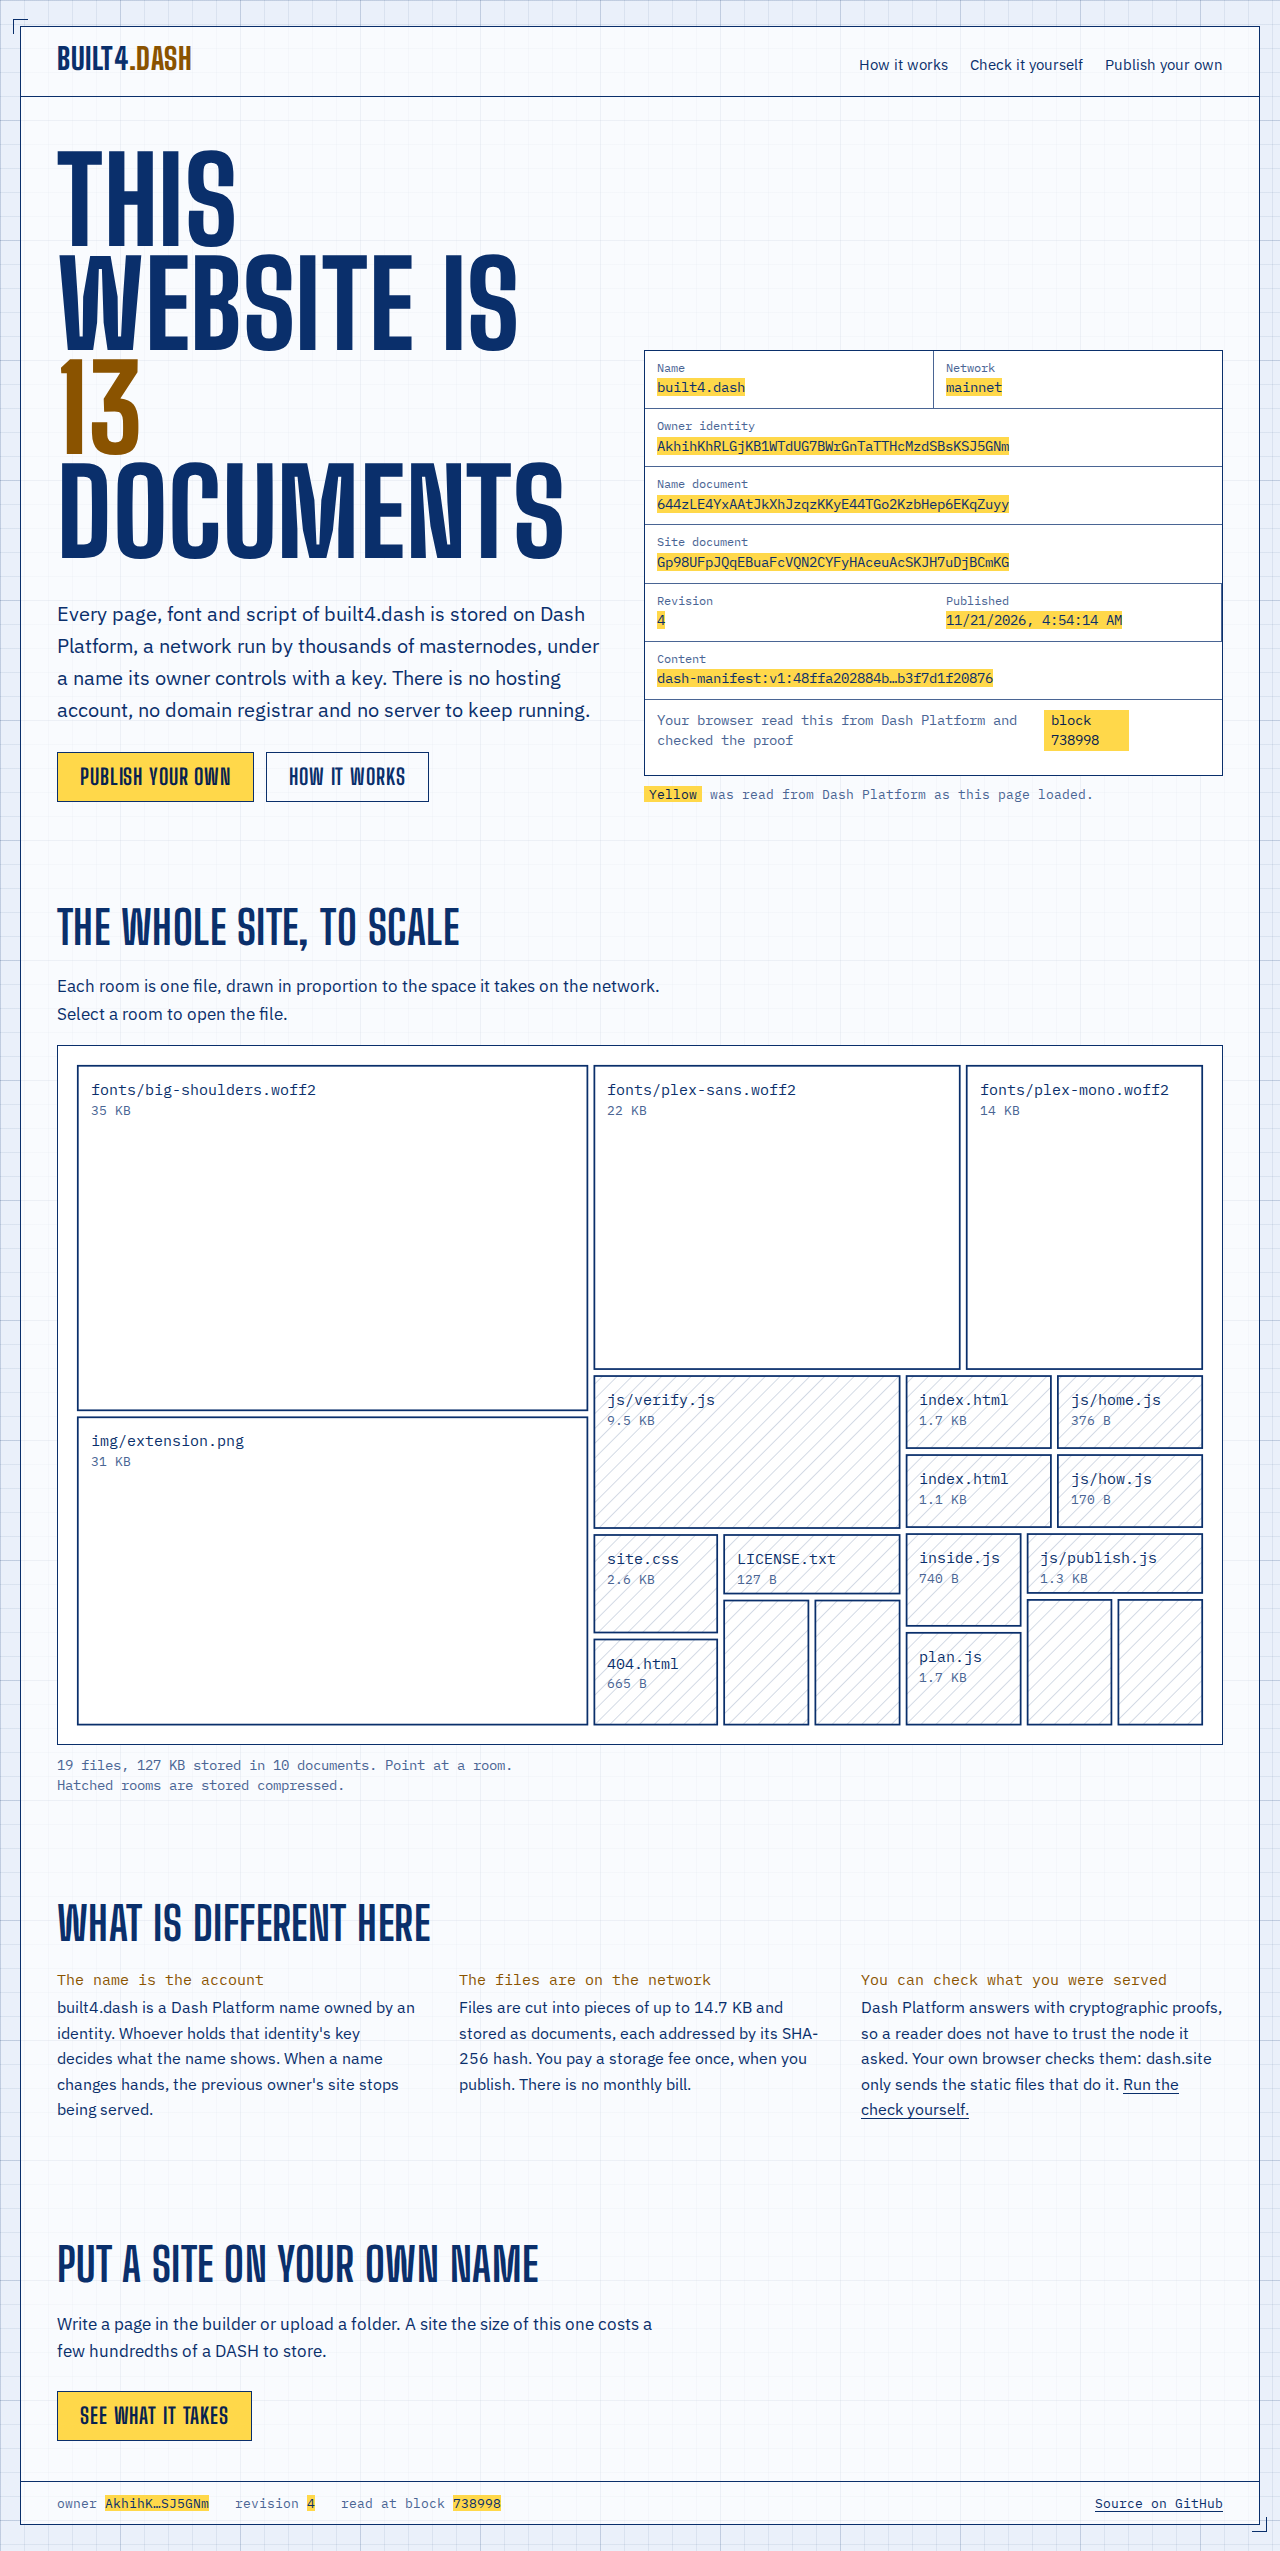 BUILT4.DASH
How it works
Check it yourself
Publish your own
THIS
WEBSITE IS
13
DOCUMENTS
Every page, font and script of built4.dash is stored on Dash
Platform, a network run by thousands of masternodes, under
a name its owner controls with a key. There is no hosting
account, no domain registrar and no server to keep running.
PUBLISH YOUR OWN
HOW IT WORKS
Name
built4.dash
Network
mainnet
Owner identity
AkhihKhRLGjKB1WTdUG7BWrGnTaTTHcMzdSBsKSJ5GNm
Name document
644zLE4YxAAtJkXhJzqzKKyE44TGo2KzbHep6EKqZuyy
Site document
Gp98UFpJQqEBuaFcVQN2CYFyHAceuAcSKJH7uDjBCmKG
Revision
4
Published
11/21/2026, 4:54:14 AM
Content
dash-manifest:v1:48ffa202884b…b3f7d1f20876
Your browser read this from Dash Platform and
checked the proof
block
738998
Yellow was read from Dash Platform as this page loaded.
THE WHOLE SITE, TO SCALE
Each room is one file, drawn in proportion to the space it takes on the network.
Select a room to open the file.
fonts/big-shoulders.woff2
35 KB
fonts/plex-sans.woff2
22 KB
fonts/plex-mono.woff2
14 KB
img/extension.png
31 KB
js/verify.js
9.5 KB
index.html
1.7 KB
js/home.js
376 B
index.html
1.1 KB
js/how.js
170 B
site.css
2.6 KB
LICENSE.txt
127 B
inside.js
740 B
js/publish.js
1.3 KB
404.html
665 B
plan.js
1.7 KB
19 files, 127 KB stored in 10 documents. Point at a room.
Hatched rooms are stored compressed.
WHAT IS DIFFERENT HERE
The name is the account
built4.dash is a Dash Platform name owned by an
identity. Whoever holds that identity's key
decides what the name shows. When a name
changes hands, the previous owner's site stops
being served.
The files are on the network
Files are cut into pieces of up to 14.7 KB and
stored as documents, each addressed by its SHA-
256 hash. You pay a storage fee once, when you
publish. There is no monthly bill.
You can check what you were served
Dash Platform answers with cryptographic proofs,
so a reader does not have to trust the node it
asked. Your own browser checks them: dash.site
only sends the static files that do it. Run the
check yourself.
PUT A SITE ON YOUR OWN NAME
Write a page in the builder or upload a folder. A site the size of this one costs a
few hundredths of a DASH to store.
SEE WHAT IT TAKES
owner AkhihK…SJ5GNm revision 4 read at block 738998
Source on GitHub